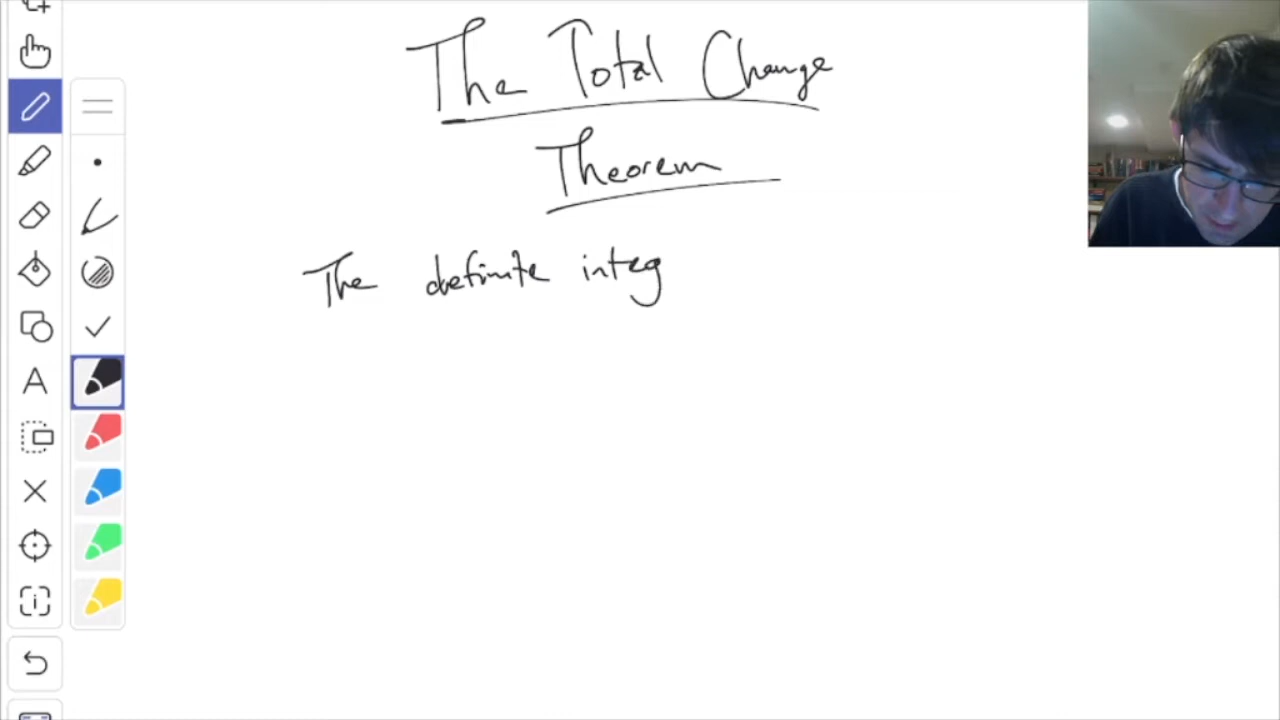 The Total Change
Theorem
The definite integ